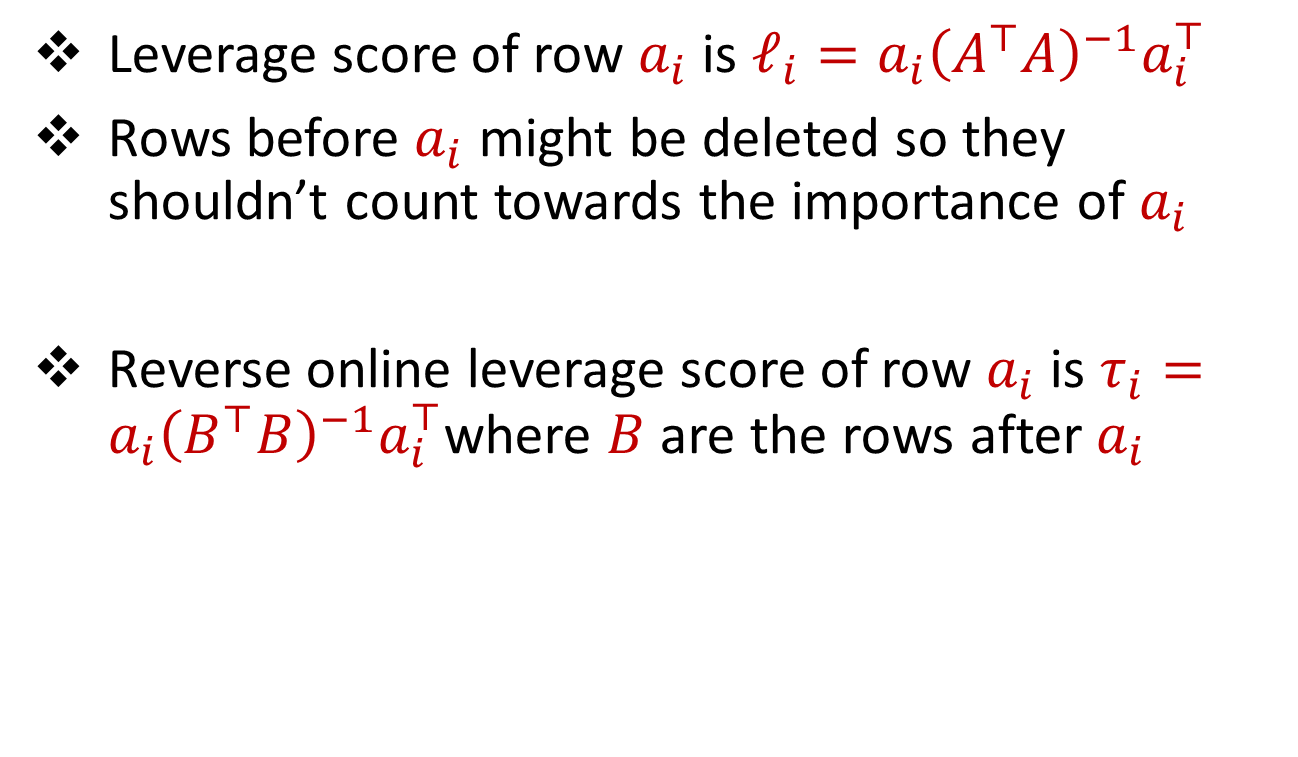 ❖ Leverage score of row aᵢ is ℓᵢ = aᵢ(A⊤A)⁻¹aᵢ⊤
❖ Rows before aᵢ might be deleted so they
shouldn’t count towards the importance of aᵢ
❖ Reverse online leverage score of row aᵢ is τᵢ =
aᵢ(B⊤B)⁻¹aᵢ⊤ where B are the rows after aᵢ